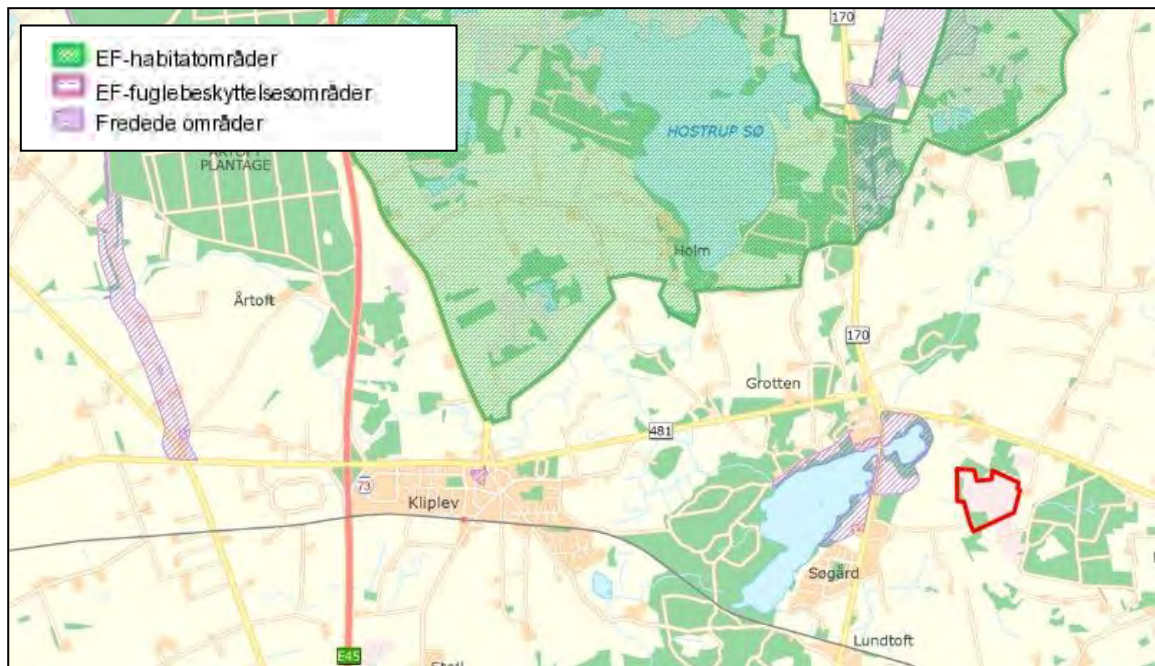 EF-habitatområder
EF-fuglebeskyttelsesområder
Fredede områder
170
HOSTRUP SØ
PLANTAGE
Holm
Årtoft
170
Grotten
481
73
Kliplev
Søgård
170
Lundtoft
E45